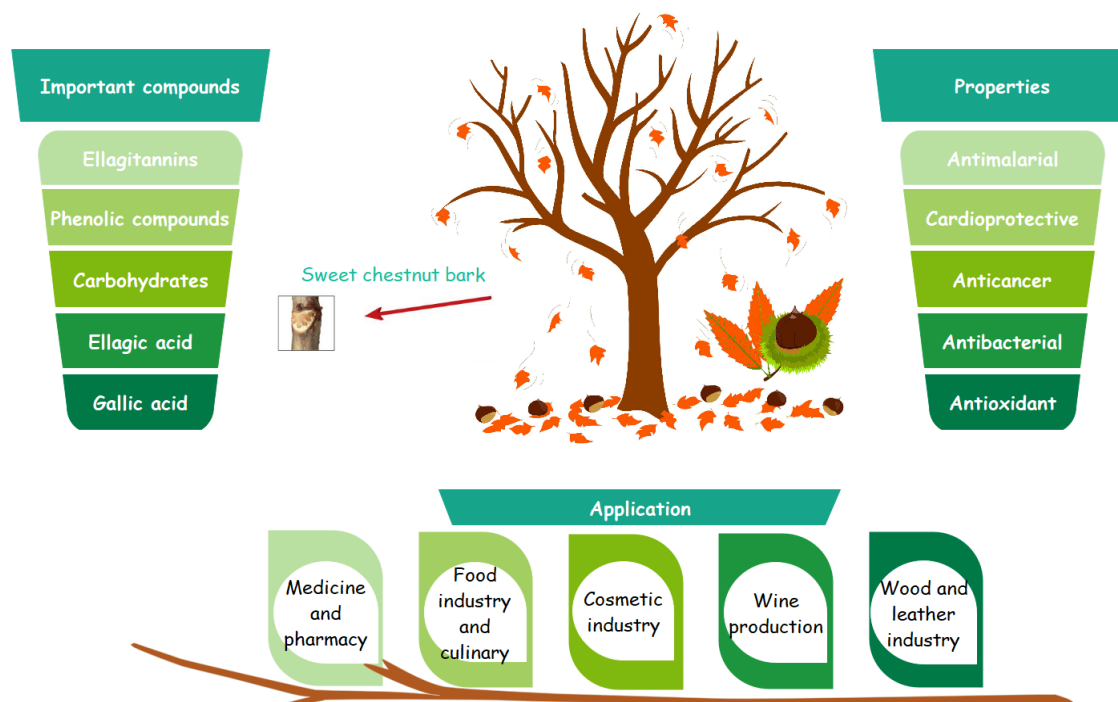 Important compounds
Ellagitannins
Phenolic compounds
Carbohydrates
Ellagic acid
Gallic acid
Sweet chestnut bark
Properties
Antimalarial
Cardioprotective
Anticancer
Antibacterial
Antioxidant
Application
Medicine
and
pharmacy
Food
industry
and
culinary
Cosmetic
industry
Wine
production
Wood and
leather
industry